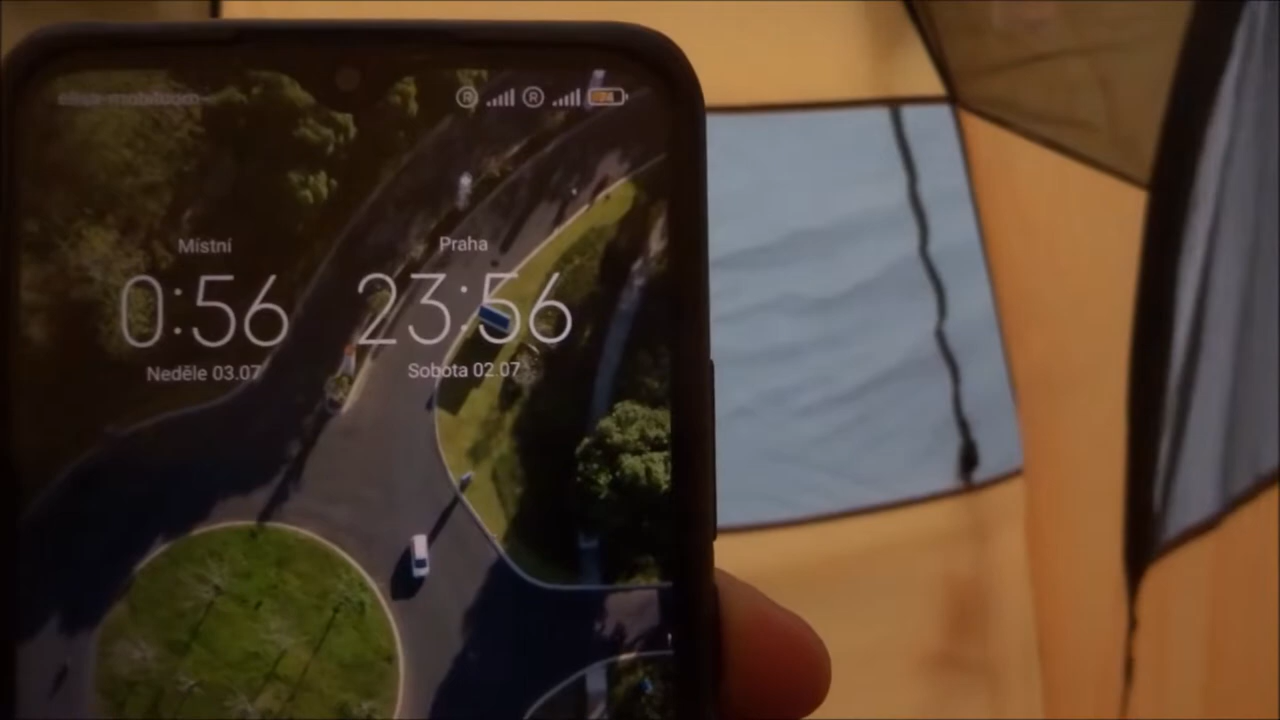 R R
Místní
0:56
Neděle 03.07
Praha
23:56
Sobota 02.07